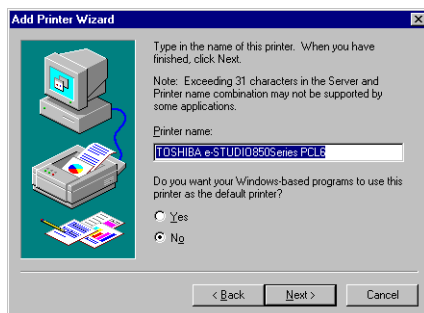 Add Printer Wizard
Type in the name of this printer. When you have
finished, click Next.
Note: Exceeding 31 characters in the Server and
Printer name combination may not be supported by
some applications.
Printer name:
TOSHIBA e-STUDIO850Series PCL6
Do you want your Windows-based programs to use this
printer as the default printer?
Yes
No
< Back
Next >
Cancel